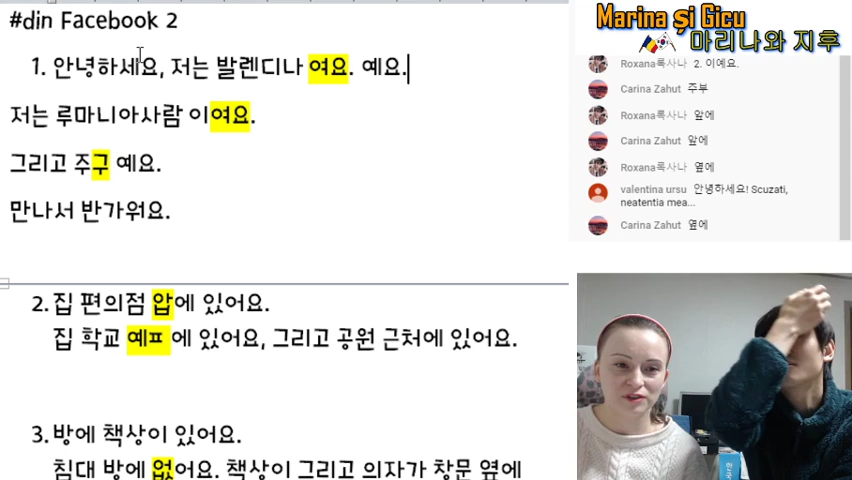 #din Facebook 2
1. 안녕하세요, 저는 발렌디나 여요. 예요.
저는 루마니아사람 이여요.
그리고 주구 예요.
만나서 반가워요.
2. 집 편의점 압에 있어요.
집 학교 예ㅍ 에 있어요, 그리고 공원 근처에 있어요.
3. 방에 책상이 있어요.
침대 방에 없어요. 책상이 그리고 의자가 창문 옆에
Marina și Gicu
마리나와 지후
Roxana록사나 2. 이예요.
Carina Zahut 주부
Roxana록사나 앞에
Carina Zahut 앞에
Roxana록사나 옆에
valentina ursu 안녕하세요! Scuzati,
neatentia mea...
Carina Zahut 옆에